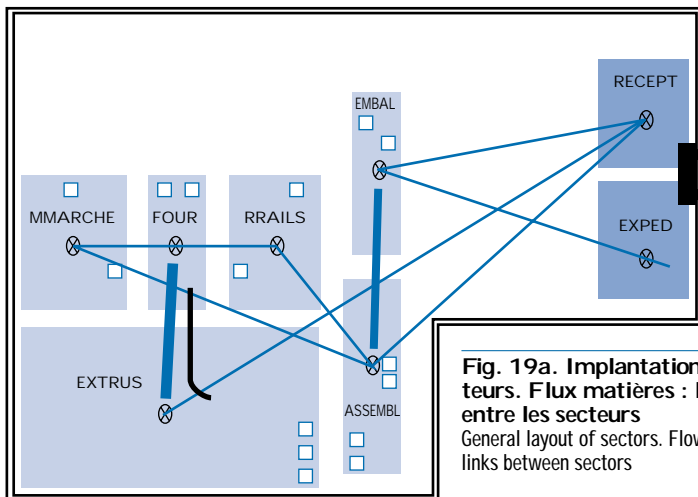 RECEPT
EMBAL
MMARCHE FOUR RRAILS
EXPED
EXTRUS
ASSEMBL
Fig. 19a. Implantation
teurs. Flux matières :
entre les secteurs
General layout of sectors. Flow
links between sectors